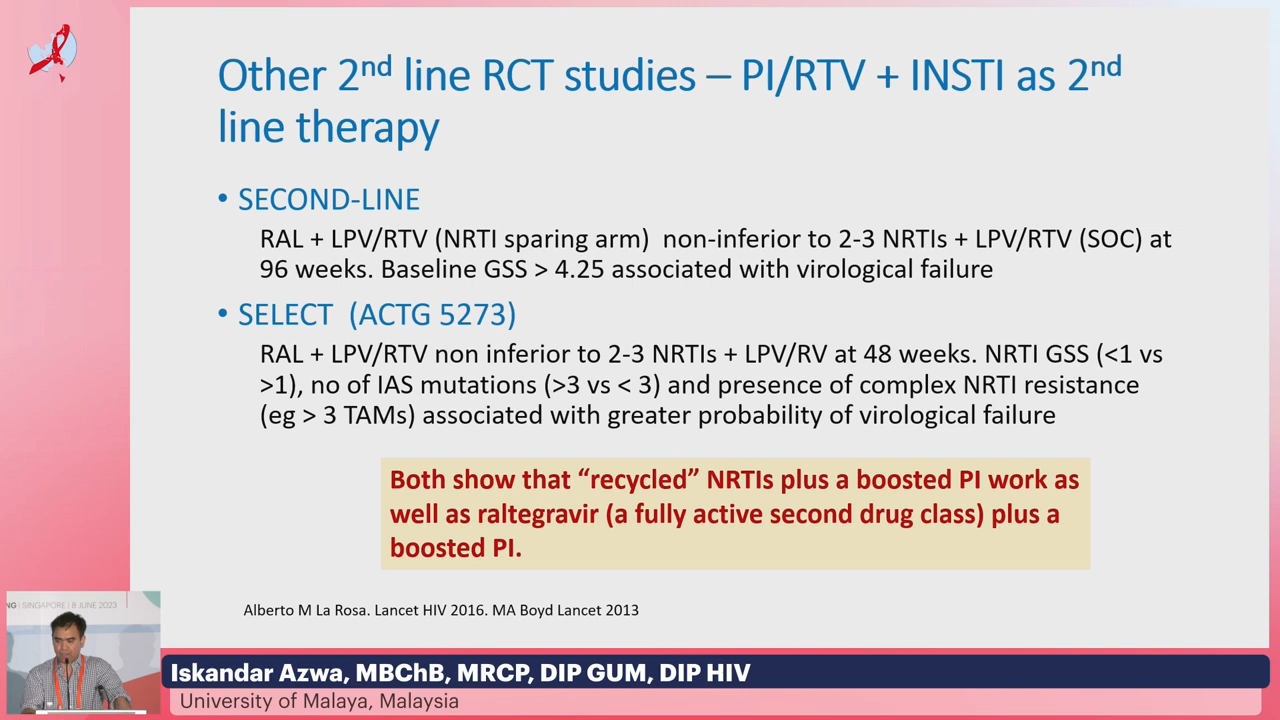 Other 2nd line RCT studies – PI/RTV + INSTI as 2nd
line therapy
• SECOND-LINE
RAL + LPV/RTV (NRTI sparing arm)  non-inferior to 2-3 NRTIs + LPV/RTV (SOC) at
96 weeks. Baseline GSS > 4.25 associated with virological failure
• SELECT  (ACTG 5273)
RAL + LPV/RTV non inferior to 2-3 NRTIs + LPV/RV at 48 weeks. NRTI GSS (<1 vs
>1), no of IAS mutations (>3 vs < 3) and presence of complex NRTI resistance
(eg > 3 TAMs) associated with greater probability of virological failure
Both show that “recycled” NRTIs plus a boosted PI work as
well as raltegravir (a fully active second drug class) plus a
boosted PI.
Alberto M La Rosa. Lancet HIV 2016. MA Boyd Lancet 2013
NG | SINGAPORE | 8 JUNE 2023
Iskandar Azwa, MBChB, MRCP, DIP GUM, DIP HIV
University of Malaya, Malaysia